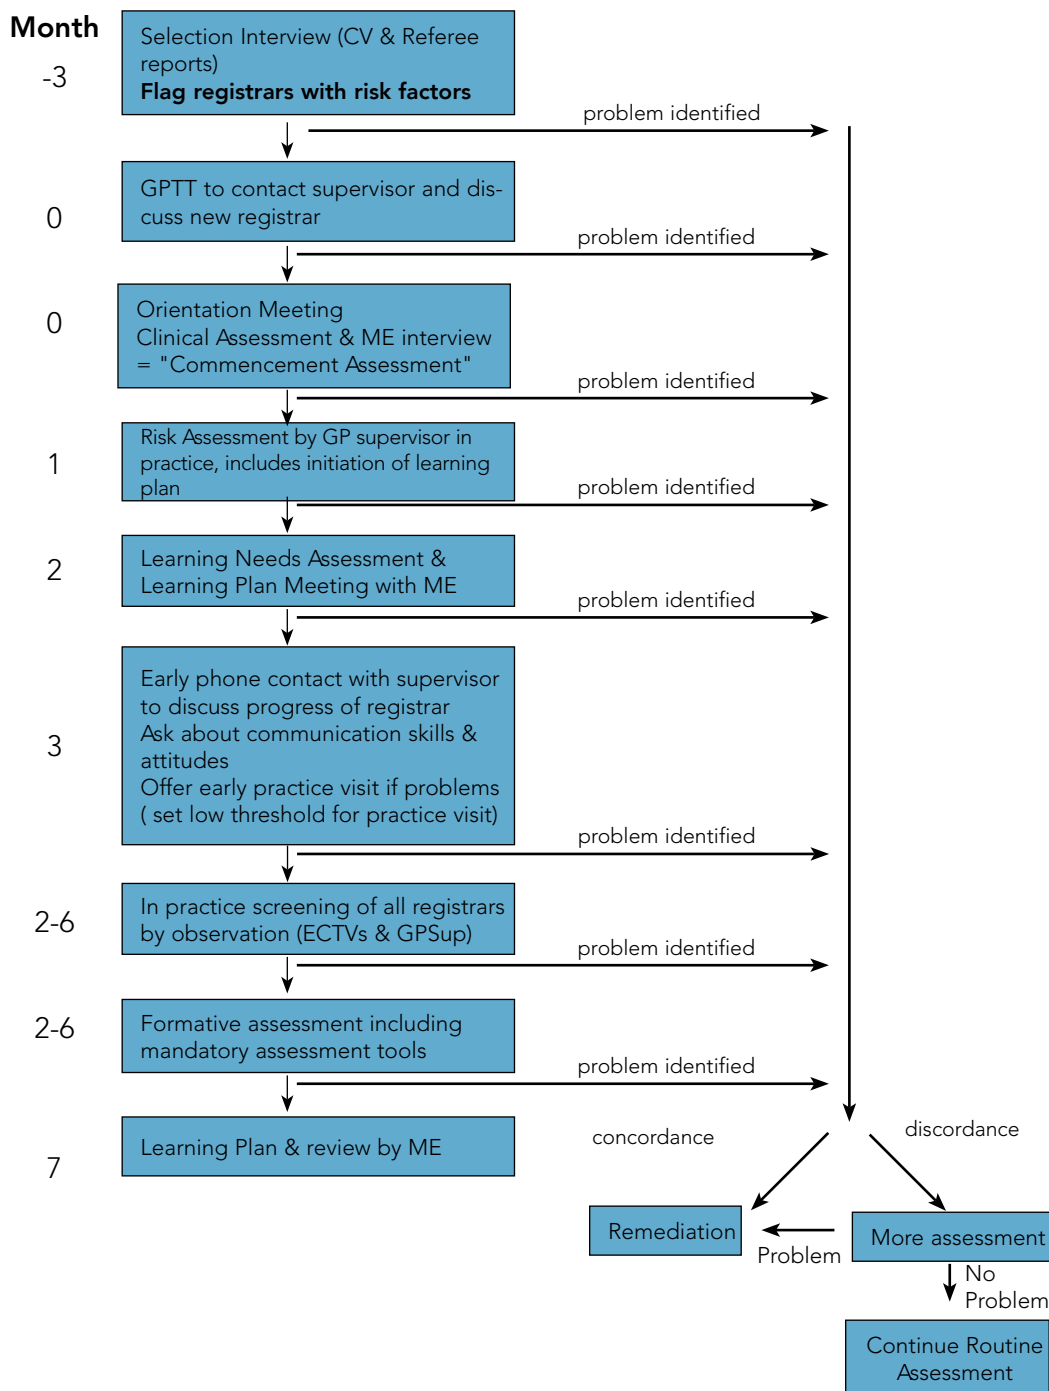 Month
-3
Selection Interview (CV & Referee
reports)
Flag registrars with risk factors
problem identified
0
GPTT to contact supervisor and dis-
cuss new registrar
problem identified
0
Orientation Meeting
Clinical Assessment & ME interview
= "Commencement Assessment"
problem identified
1
Risk Assessment by GP supervisor in
practice, includes initiation of learning
plan
problem identified
2
Learning Needs Assessment &
Learning Plan Meeting with ME
problem identified
3
Early phone contact with supervisor
to discuss progress of registrar
Ask about communication skills &
attitudes
Offer early practice visit if problems
( set low threshold for practice visit)
problem identified
2-6
In practice screening of all registrars
by observation (ECTVs & GPSup)
problem identified
2-6
Formative assessment including
mandatory assessment tools
problem identified
7
Learning Plan & review by ME
concordance
discordance
Remediation
Problem
More assessment
No
Problem
Continue Routine
Assessment